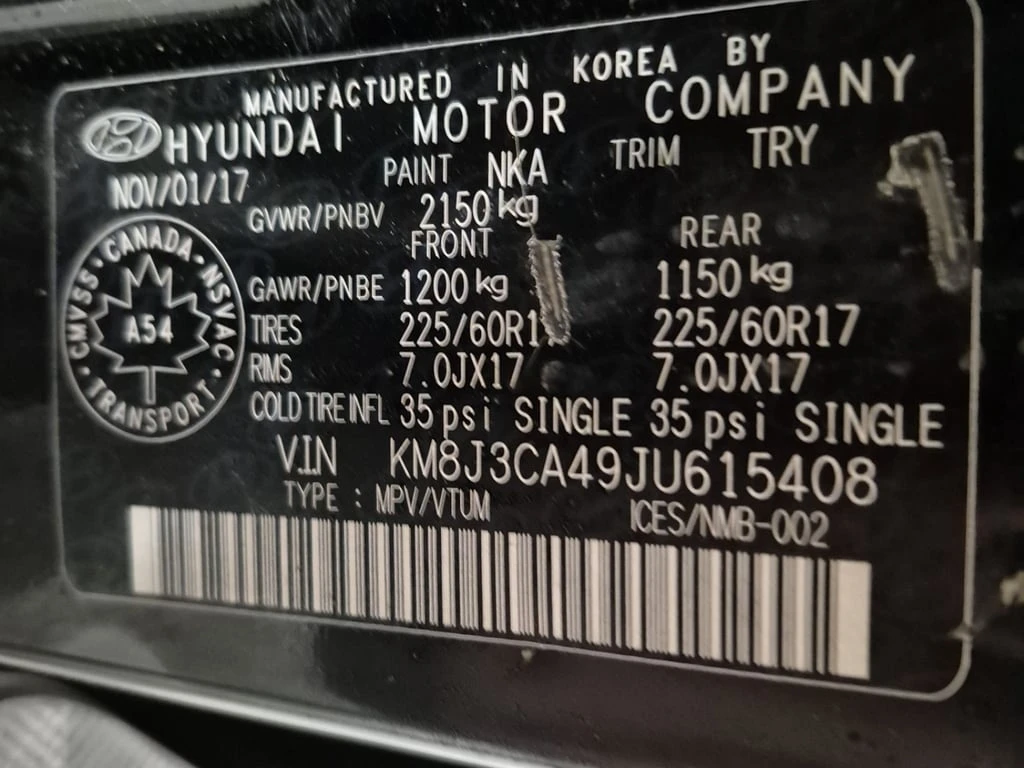 MANUFACTURED IN KOREA BY
HYUNDAI MOTOR COMPANY
NOV/01/17 PAINT NKA TRIM TRY
GVWR/PNBV 2150 kg
FRONT REAR
GAWR/PNBE 1200 kg 1150 kg
TIRES 225/60R1 225/60R17
RIMS 7.0JX17 7.0JX17
COLD TIRE INFL 35 psi SINGLE 35 psi SINGLE
V.I.N KM8J3CA49JU615408
TYPE : MPV/VTUM ICES/NMB-002
CMVSS · CANADA · NSVAC · TRANSPORT ·
A54